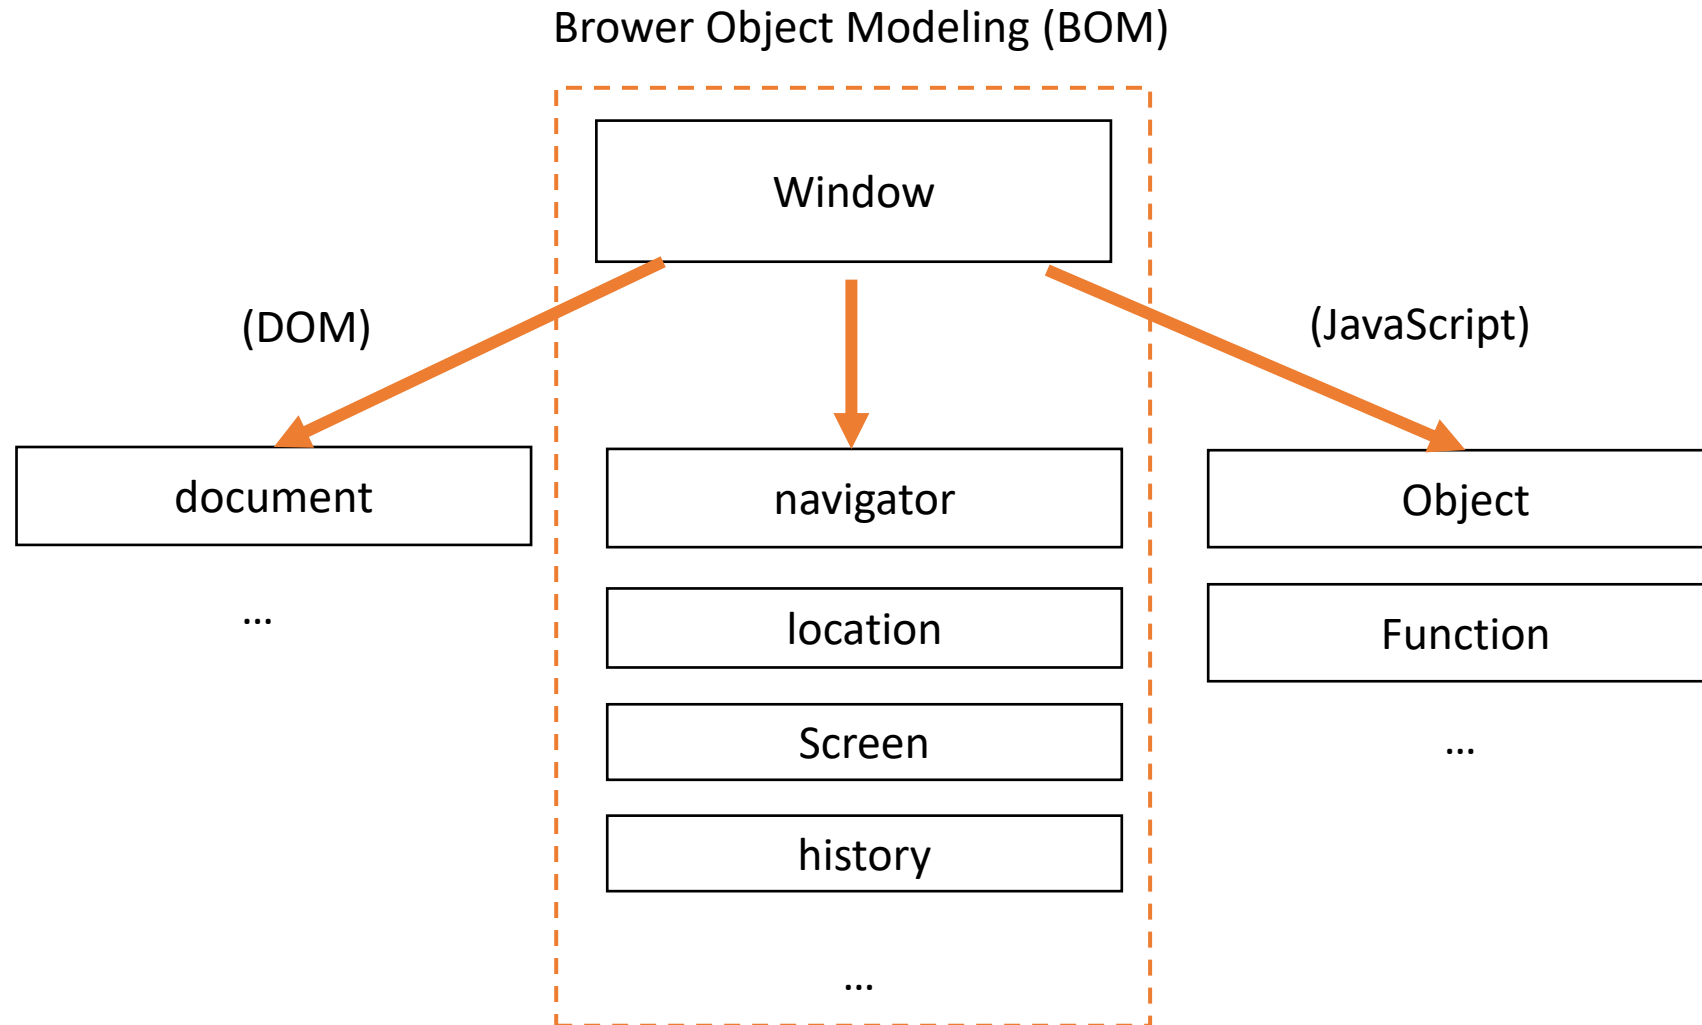 Brower Object Modeling (BOM)
Window
(DOM)
(JavaScript)
document
navigator
Object
...
location
Function
Screen
...
history
...